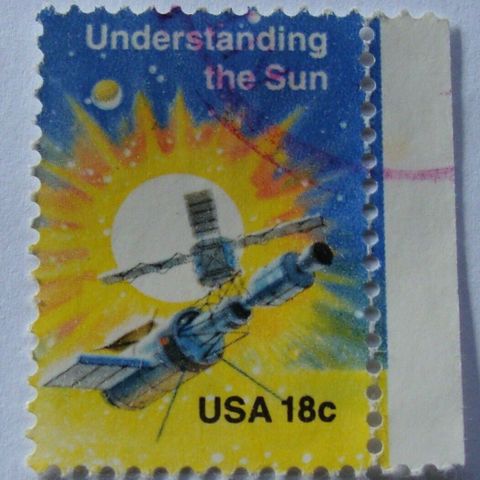 Understanding
the Sun
USA 18c